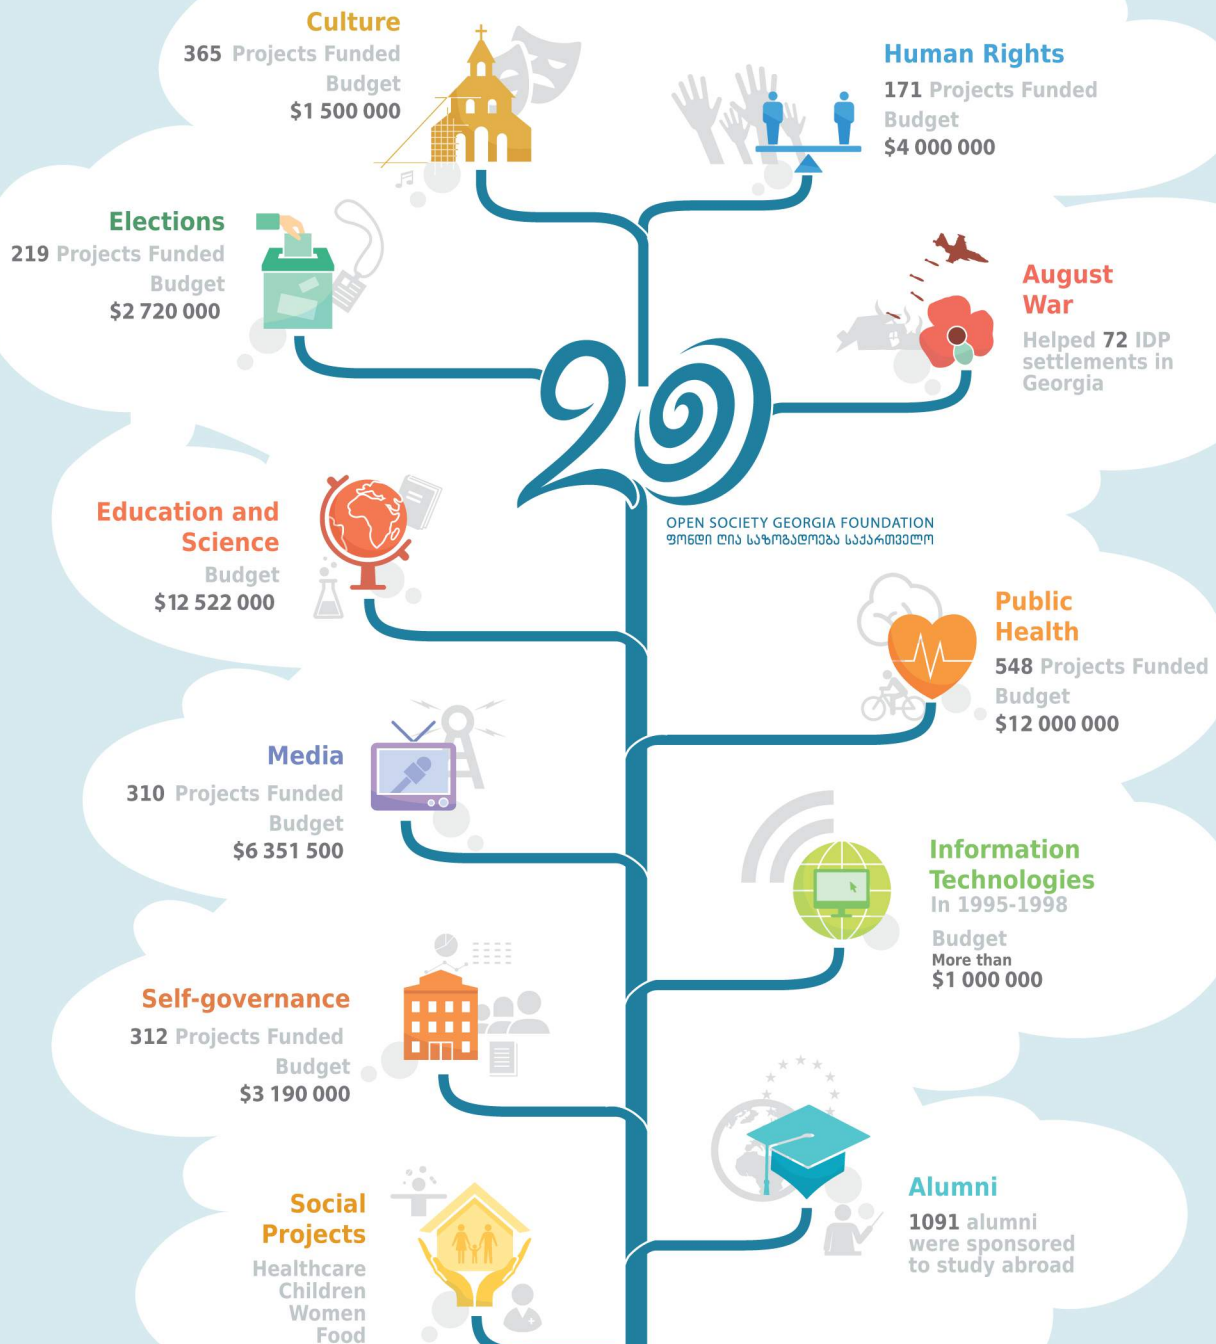 Culture
365 Projects Funded
Budget
$1 500 000
Human Rights
171 Projects Funded
Budget
$4 000 000
Elections
219 Projects Funded
Budget
$2 720 000
August
War
Helped 72 IDP
settlements in
Georgia
20
OPEN SOCIETY GEORGIA FOUNDATION
ფონდი ღია საზოგადოება საქართველო
Education and
Science
Budget
$12 522 000
Public
Health
548 Projects Funded
Budget
$12 000 000
Media
310 Projects Funded
Budget
$6 351 500
Information
Technologies
In 1995-1998
Budget
More than
$1 000 000
Self-governance
312 Projects Funded
Budget
$3 190 000
Alumni
1091 alumni
were sponsored
to study abroad
Social
Projects
Healthcare
Children
Women
Food